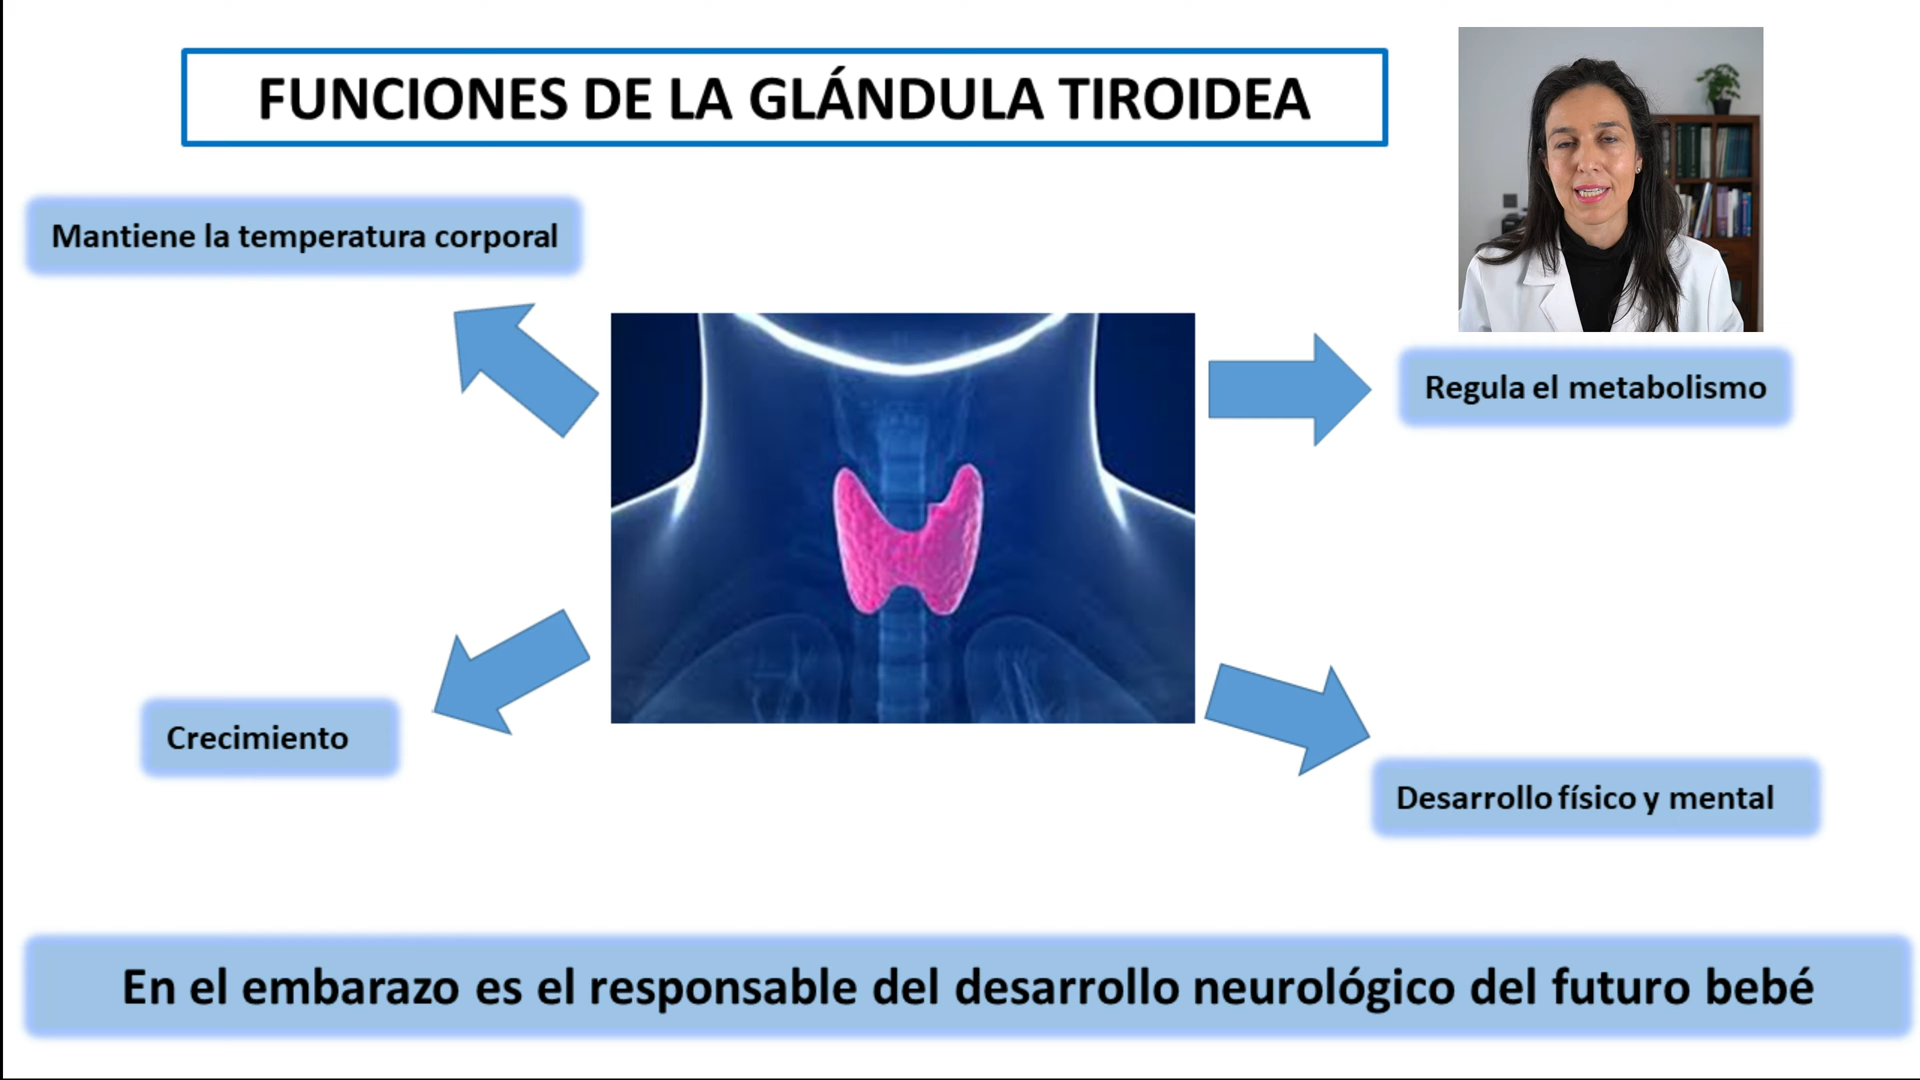 FUNCIONES DE LA GLÁNDULA TIROIDEA
Mantiene la temperatura corporal
Regula el metabolismo
Crecimiento
Desarrollo físico y mental
En el embarazo es el responsable del desarrollo neurológico del futuro bebé